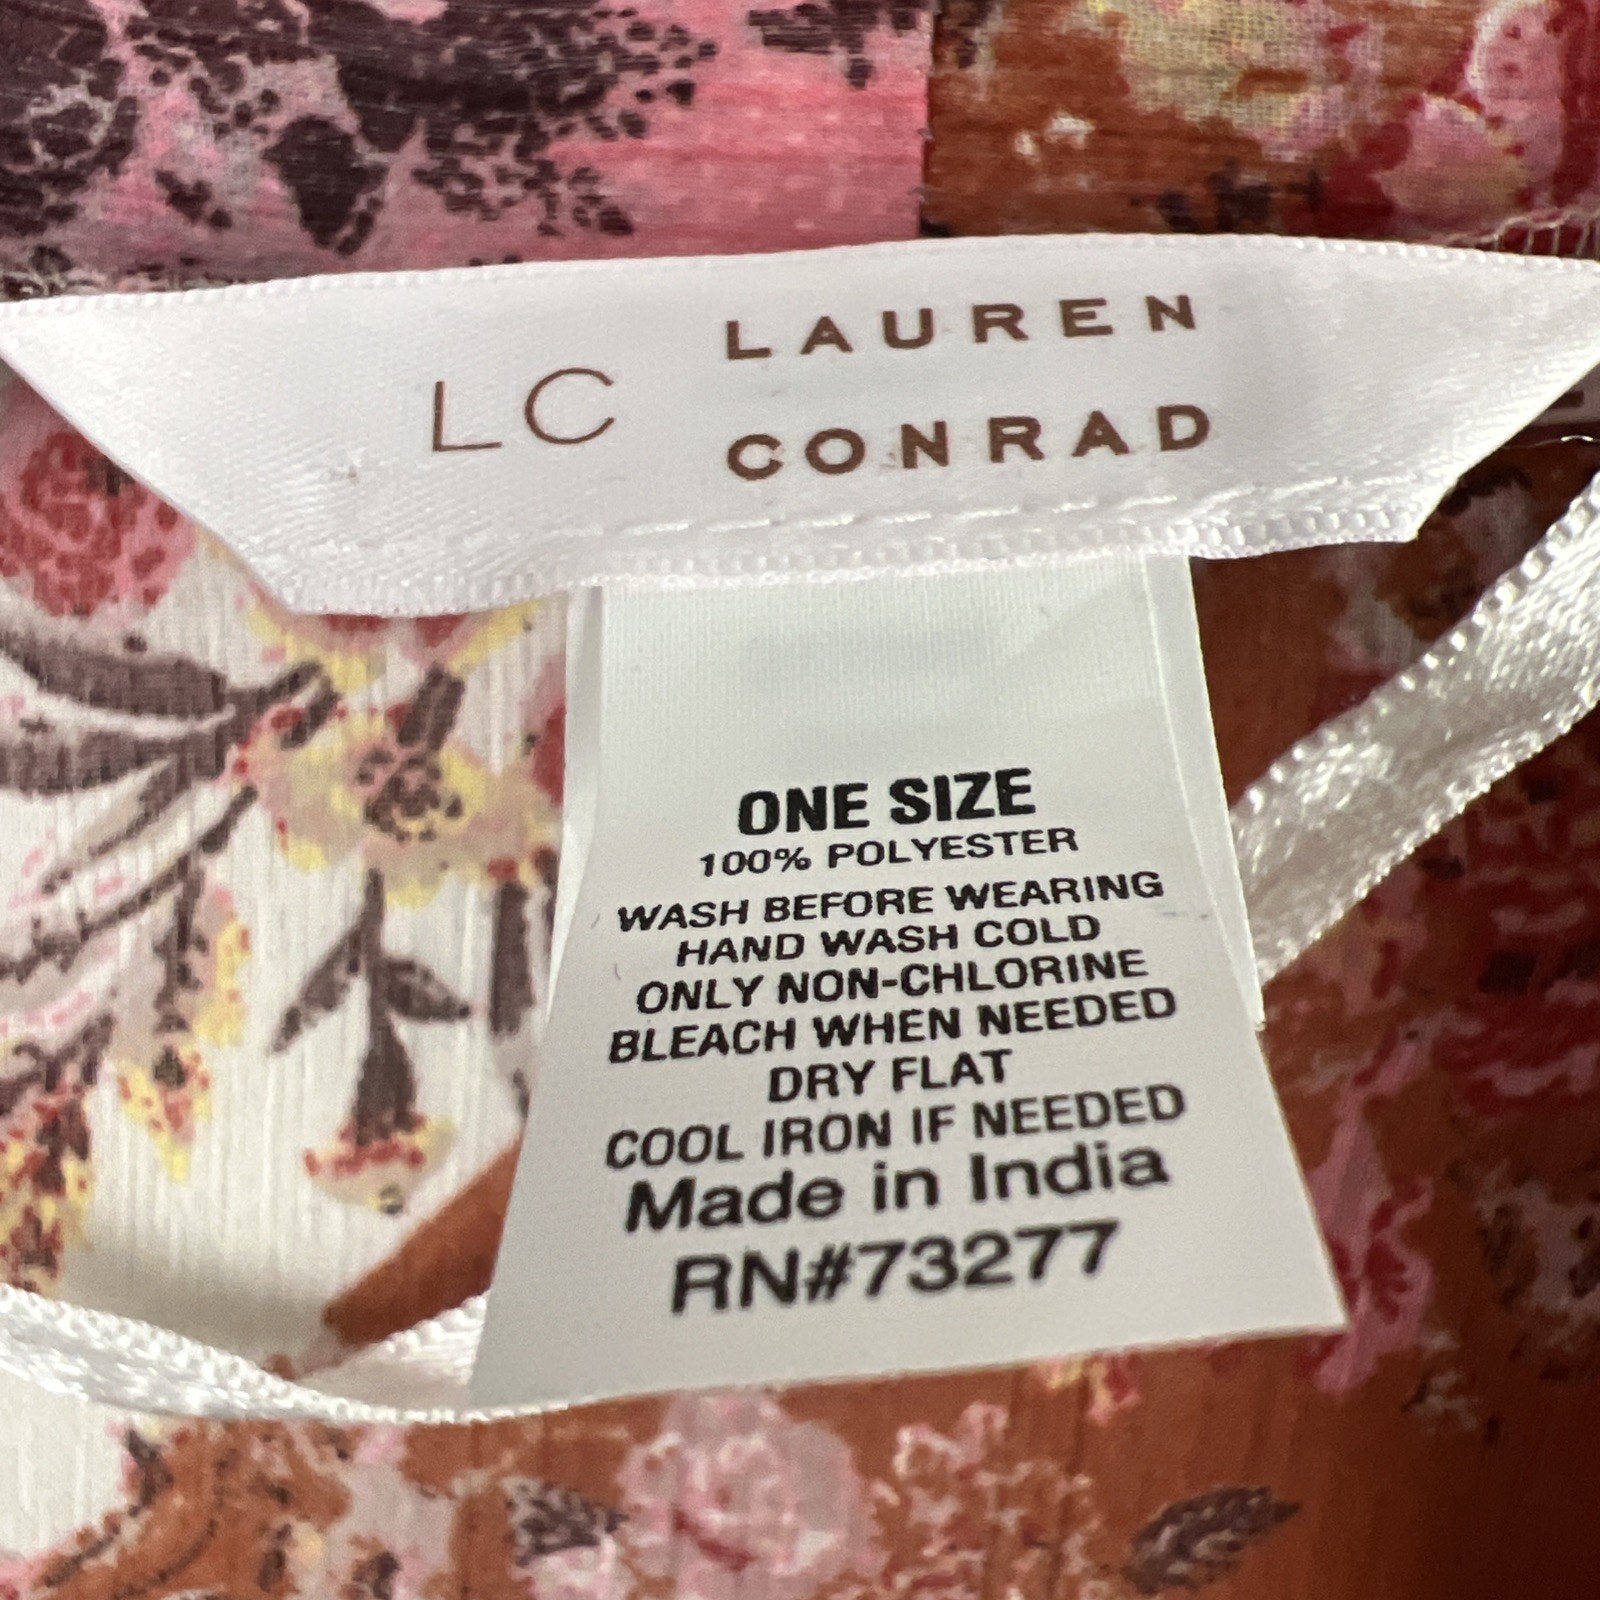 LC
LAUREN
CONRAD
ONE SIZE
100% POLYESTER
WASH BEFORE WEARING
HAND WASH COLD
ONLY NON-CHLORINE
BLEACH WHEN NEEDED
DRY FLAT
COOL IRON IF NEEDED
Made in India
RN#73277